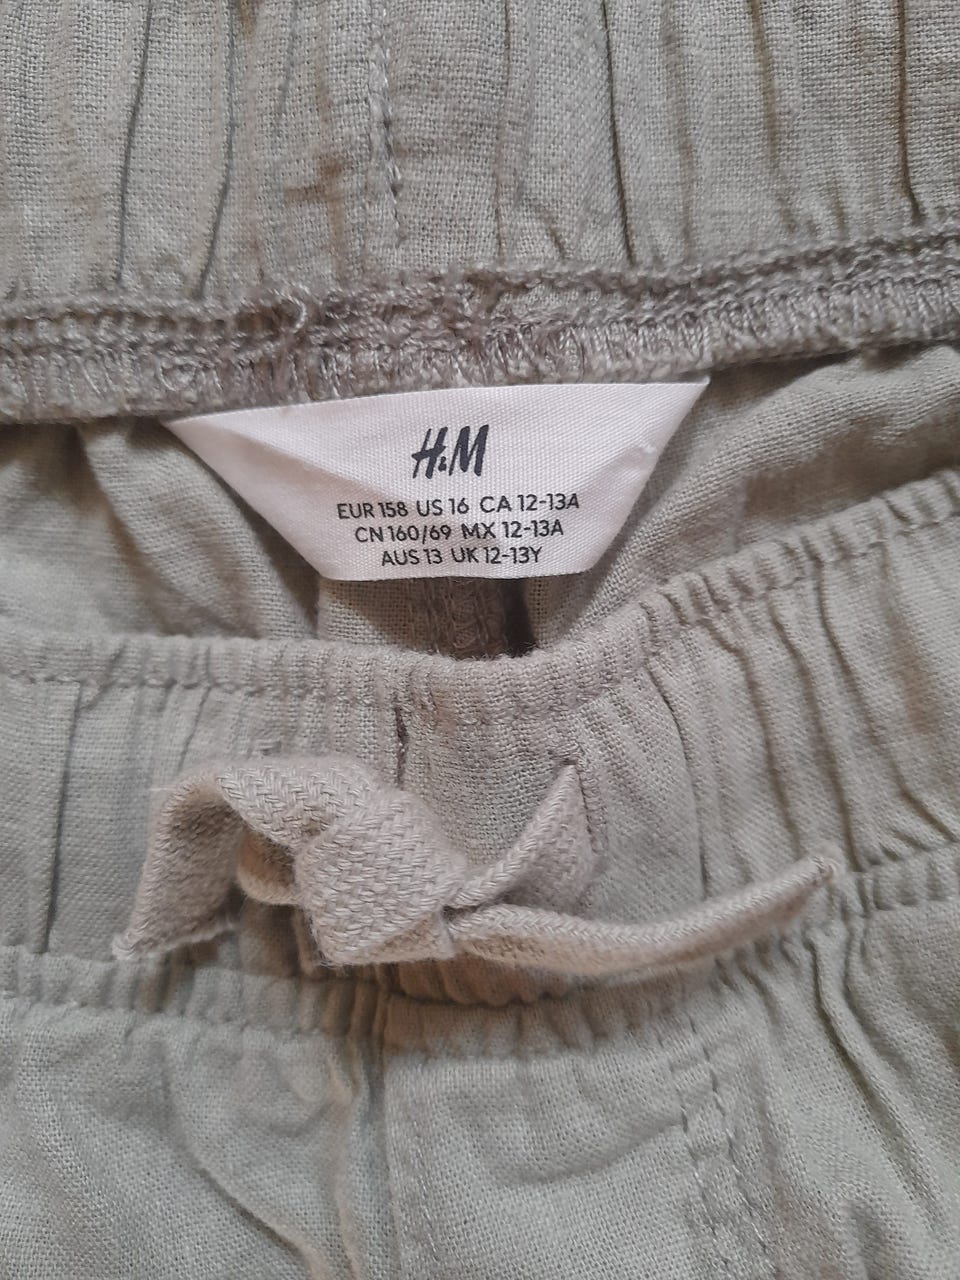 H&M
EUR 158 US 16 CA 12-13A
CN 160/69 MX 12-13A
AUS 13 UK 12-13Y